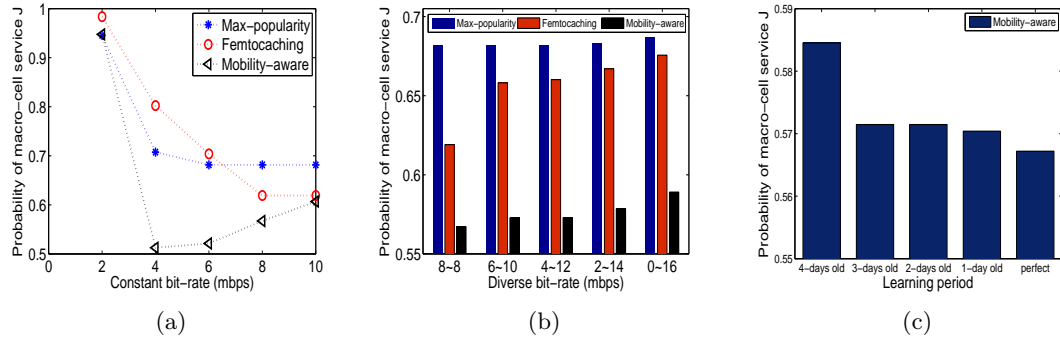 Probability of macro−cell service J
1
0.9
0.8
0.7
0.6
0.5
0
2
4
6
8
10
Constant bit−rate (mbps)
Max−popularity
Femtocaching
Mobility−aware
(a)
Probability of macro−cell service J
0.7
0.65
0.6
0.55
8~8
6~10
4~12
2~14
0~16
Diverse bit−rate (mbps)
Max−popularity
Femtocaching
Mobility−aware
(b)
Probability of macro−cell service J
0.59
0.58
0.57
0.56
0.55
4−days old
3−days old
2−days old
1−day old
perfect
Learning period
Mobility−aware
(c)